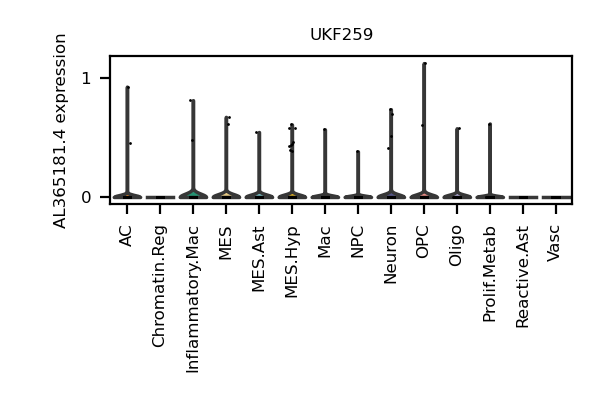 UKF259
AL365181.4 expression
1
0
AC
Chromatin.Reg
Inflammatory.Mac
MES
MES.Ast
MES.Hyp
Mac
NPC
Neuron
OPC
Oligo
Prolif.Metab
Reactive.Ast
Vasc